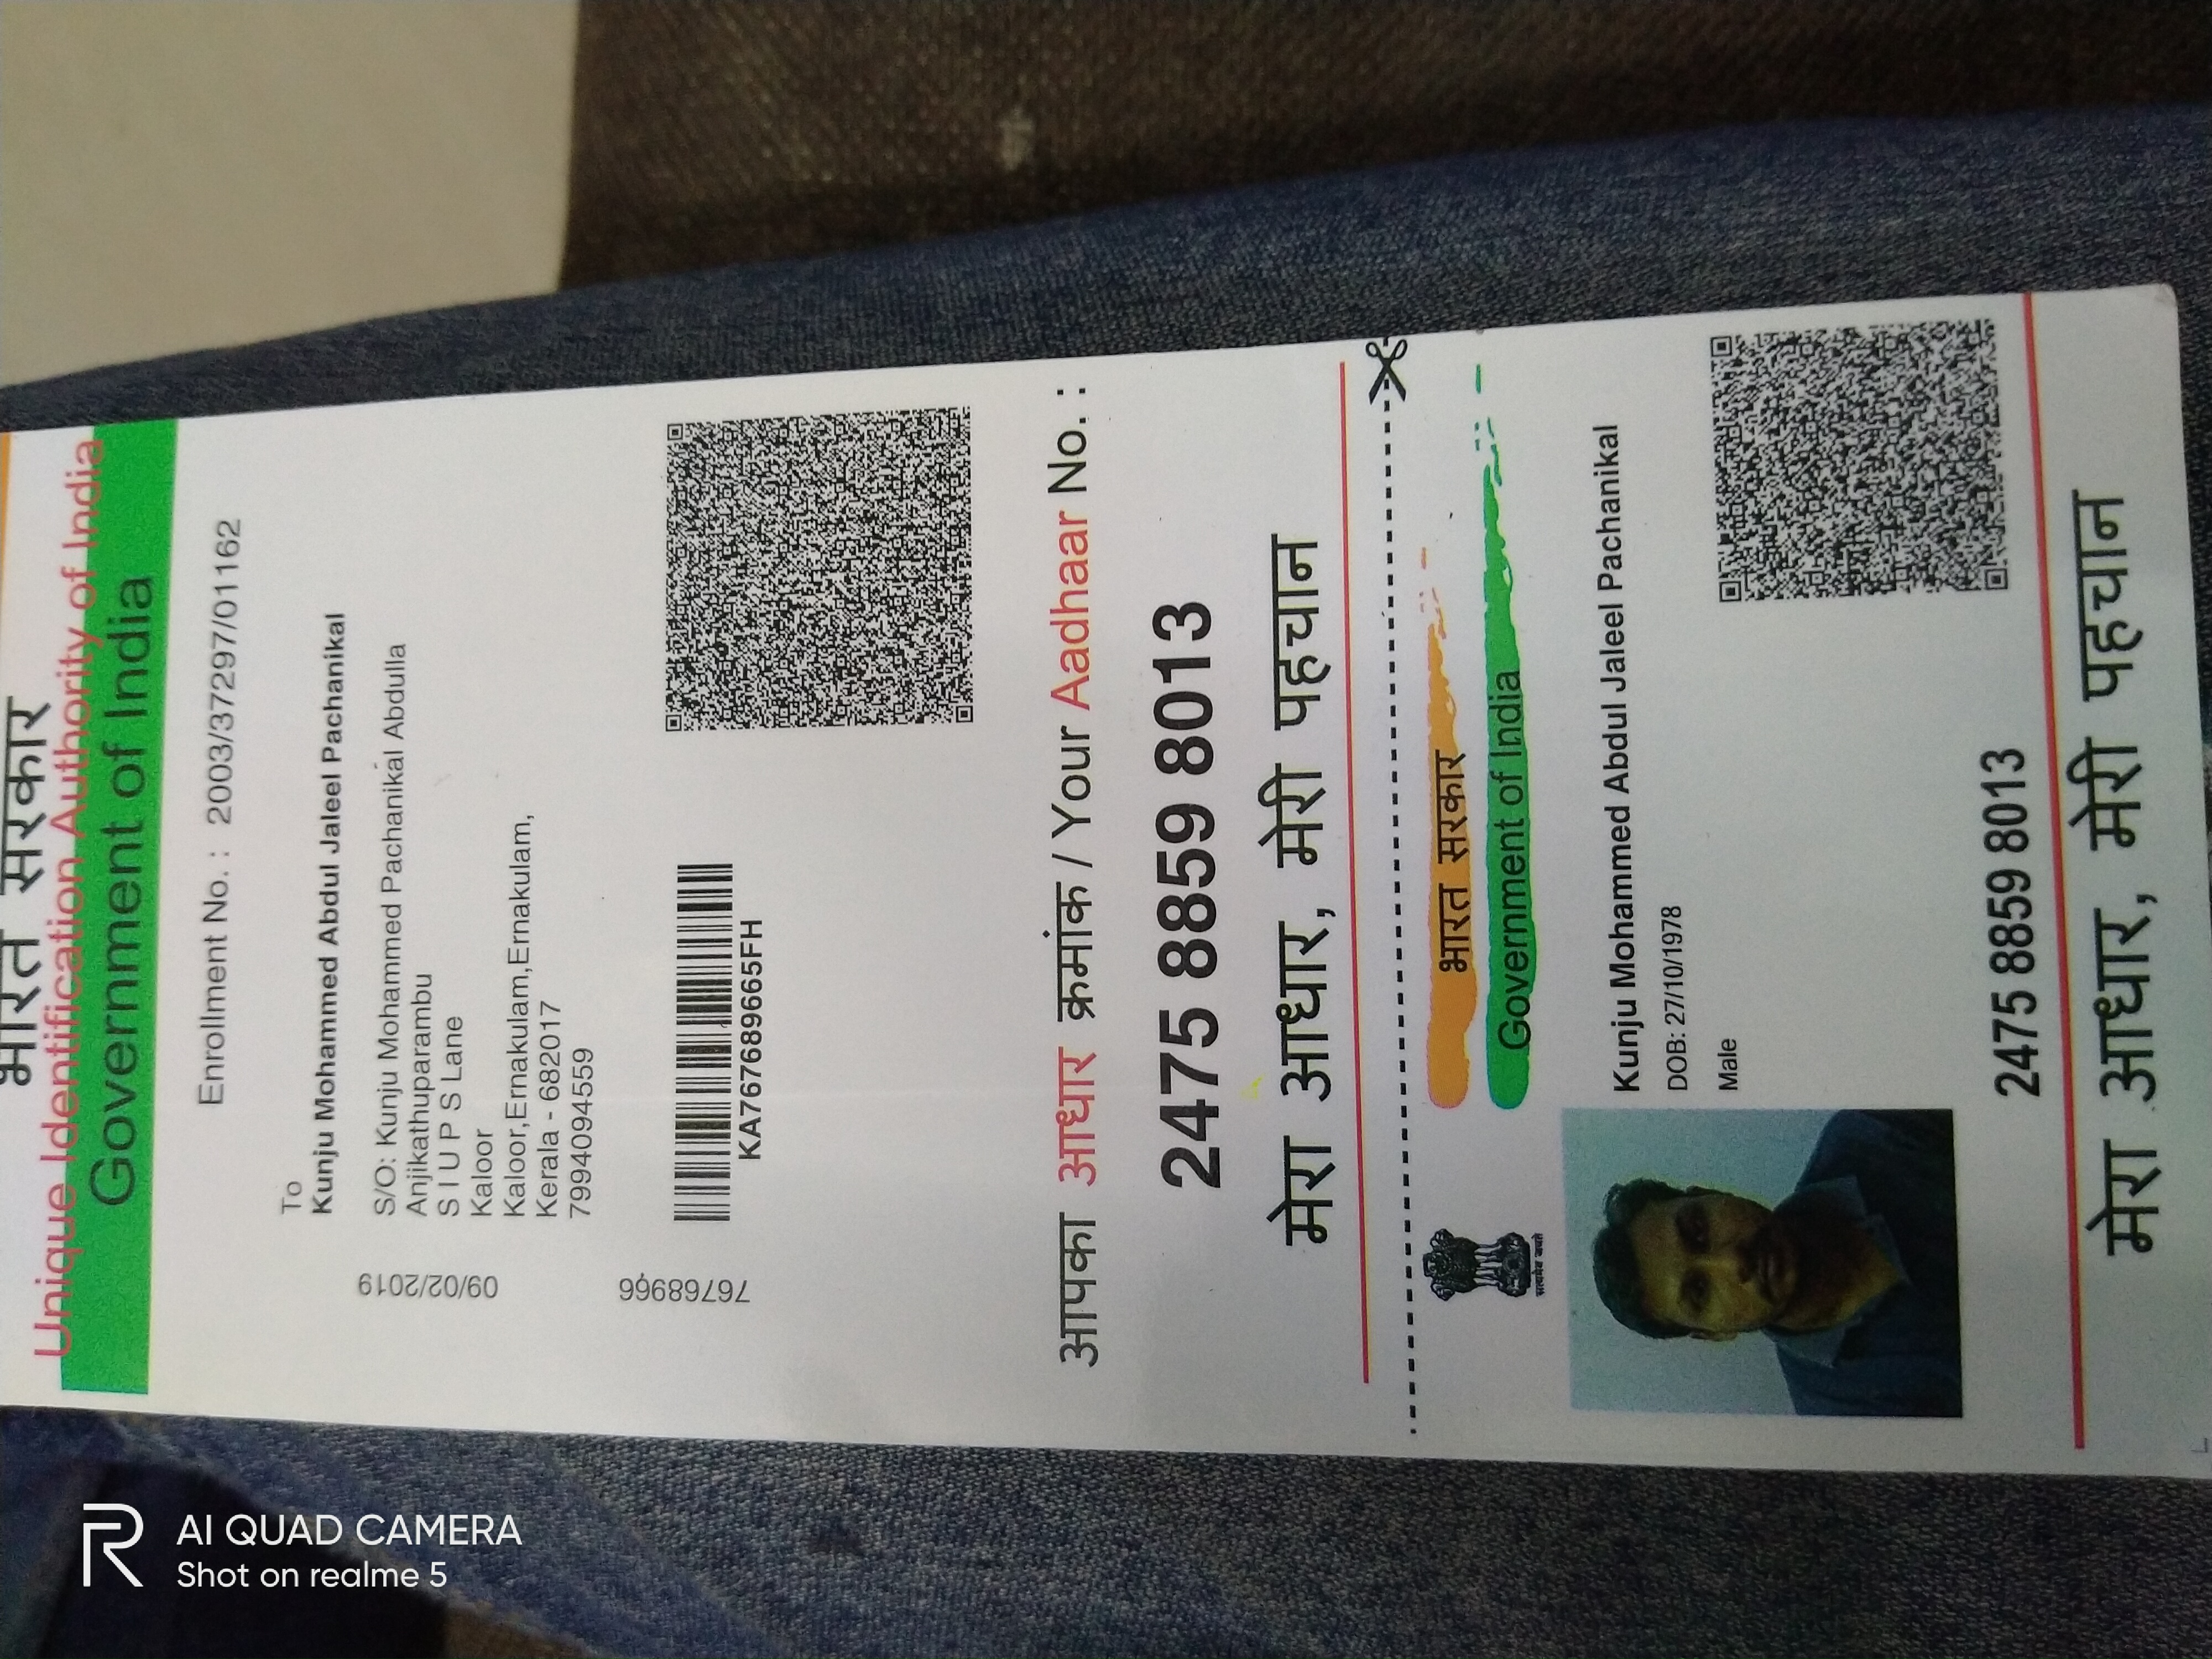 भारत सरकार
Unique Identification Authority of India
Government of India
Enrollment No. : 2003/37297/01162
To
Kunju Mohammed Abdul Jaleel Pachanikal
S/O: Kunju Mohammed Pachanikal Abdulla
Anjikathuparambu
S I U P S Lane
Kaloor
Kaloor,Ernakulam,Ernakulam,
Kerala - 682017
7994094559
09/02/2019
76768966
KA767689665FH
आपका आधार क्रमांक / Your Aadhaar No. :
2475 8859 8013
मेरा आधार, मेरी पहचान
भारत सरकार
Government of India
सत्यमेव जयते
Kunju Mohammed Abdul Jaleel Pachanikal
DOB: 27/10/1978
Male
2475 8859 8013
मेरा आधार, मेरी पहचान
AI QUAD CAMERA
Shot on realme 5